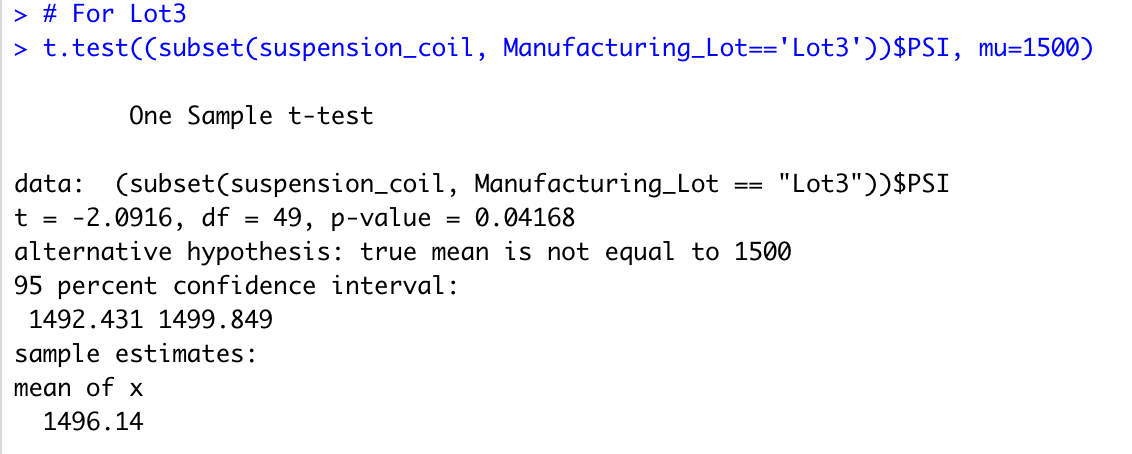 > # For Lot3
> t.test((subset(suspension_coil, Manufacturing_Lot=='Lot3'))$PSI, mu=1500)
One Sample t-test
data:  (subset(suspension_coil, Manufacturing_Lot == "Lot3"))$PSI
t = -2.0916, df = 49, p-value = 0.04168
alternative hypothesis: true mean is not equal to 1500
95 percent confidence interval:
1492.431 1499.849
sample estimates:
mean of x
1496.14